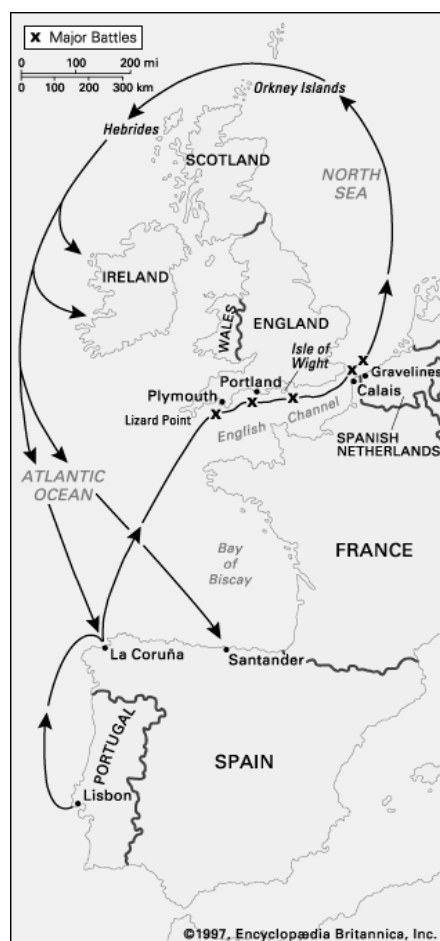 x Major Battles
0 100 200 mi
0 100 200 300 km
Orkney Islands
Hebrides
SCOTLAND
NORTH
SEA
IRELAND
WALES
ENGLAND
Isle of
Wight
Portland
Plymouth
Lizard Point
Gravelines
Calais
English Channel
SPANISH
NETHERLANDS
ATLANTIC
OCEAN
Bay
of
Biscay
FRANCE
La Coruña
Santander
PORTUGAL
SPAIN
Lisbon
©1997, Encyclopædia Britannica, Inc.